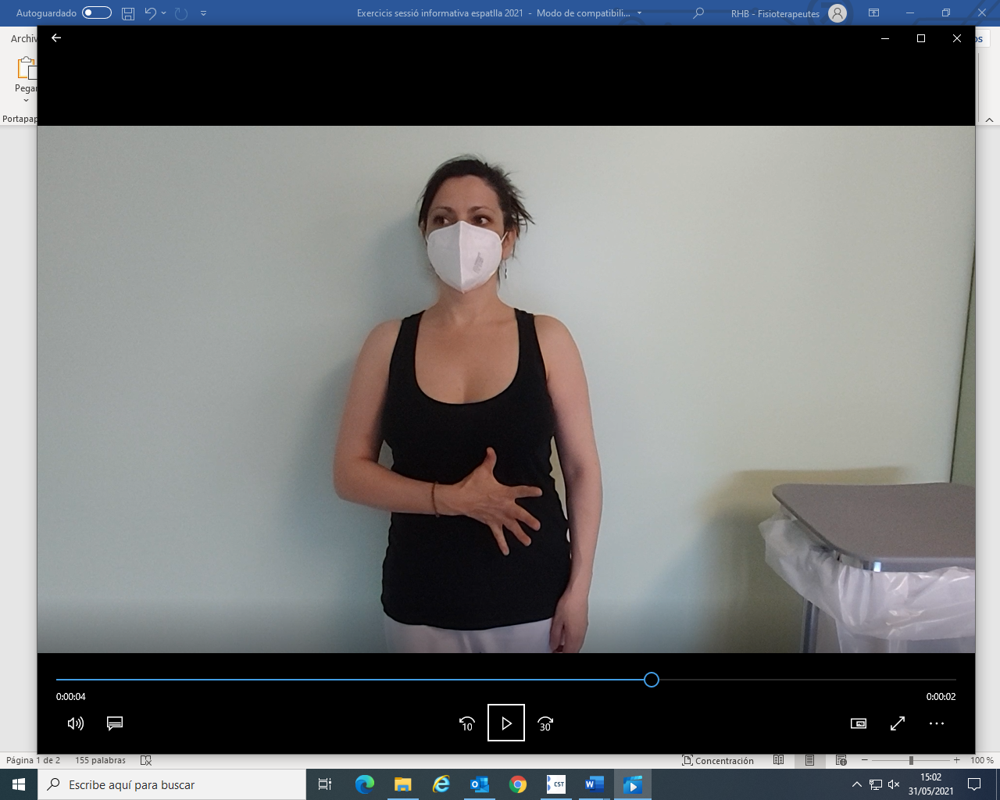 Autoguardado
Exercicis sessió informativa espatlla 2021 - Modo de compatibili...
RHB - Fisioterapeutes
Archiv
os
Pegar
Portapap
0:00:04
0:00:02
10
30
Página 1 de 2
155 palabras
Concentración
100 %
Escribe aquí para buscar
CST
15:02
31/05/2021